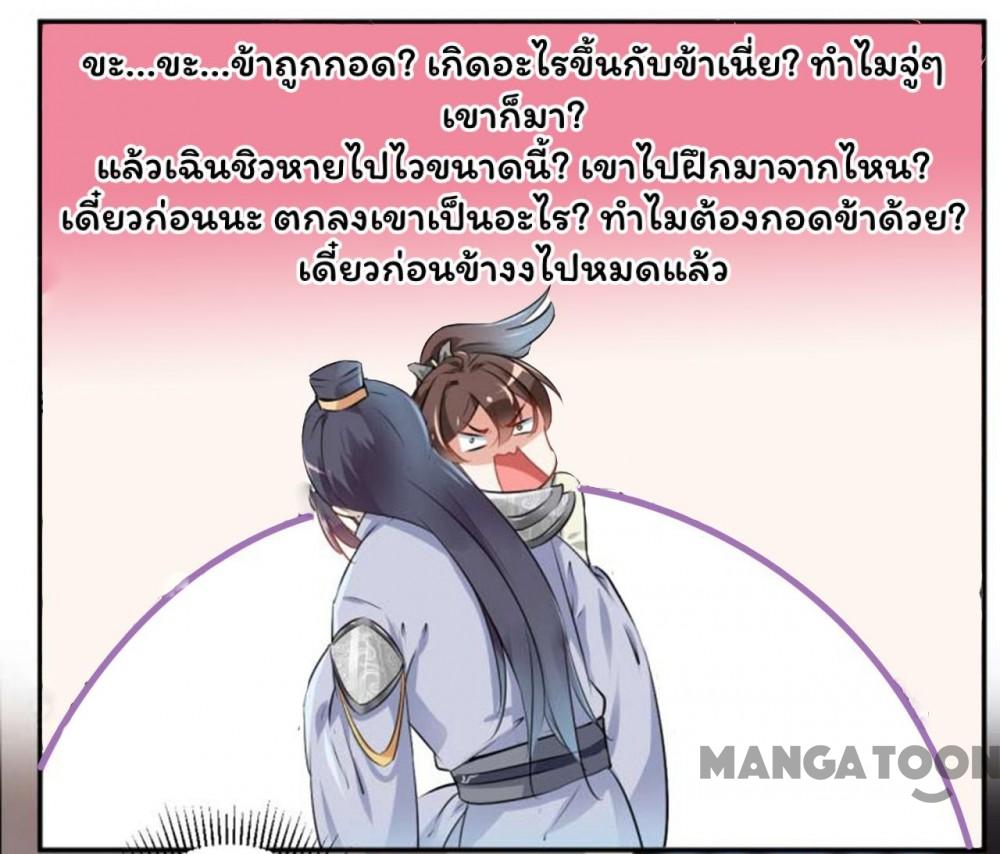 ขะ...ขะ...ข้าถูกกอด? เกิดอะไรขึ้นกับข้าเนี่ย? ทำไมจู่ๆ
เขาก็มา?
แล้วเฉินชิวหายไปไวขนาดนี้? เขาไปฝึกมาจากไหน?
เดี๋ยวก่อนนะ ตกลงเขาเป็นอะไร? ทำไมต้องกอดข้าด้วย?
เดี๋ยวก่อนข้างงไปหมดแล้ว
MANGATOON